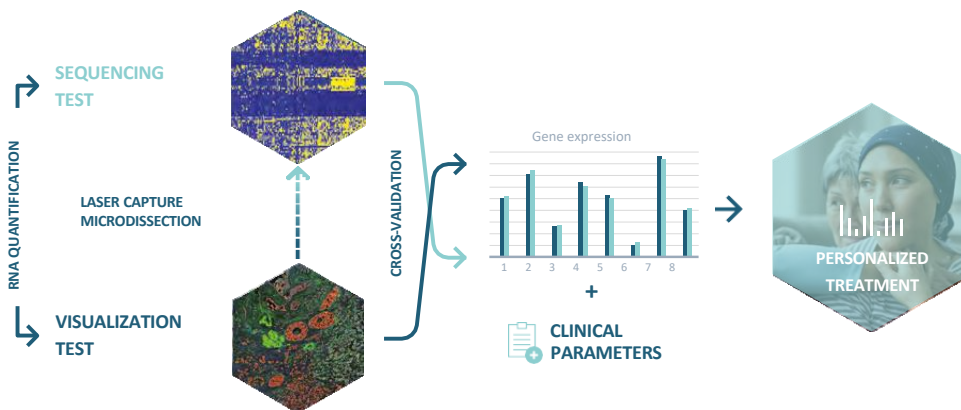 RNA QUANTIFICATION
SEQUENCING
TEST
LASER CAPTURE
MICRODISSECTION
VISUALIZATION
TEST
CROSS-VALIDATION
Gene expression
1 2 3 4 5 6 7 8
+
CLINICAL
PARAMETERS
PERSONALIZED
TREATMENT